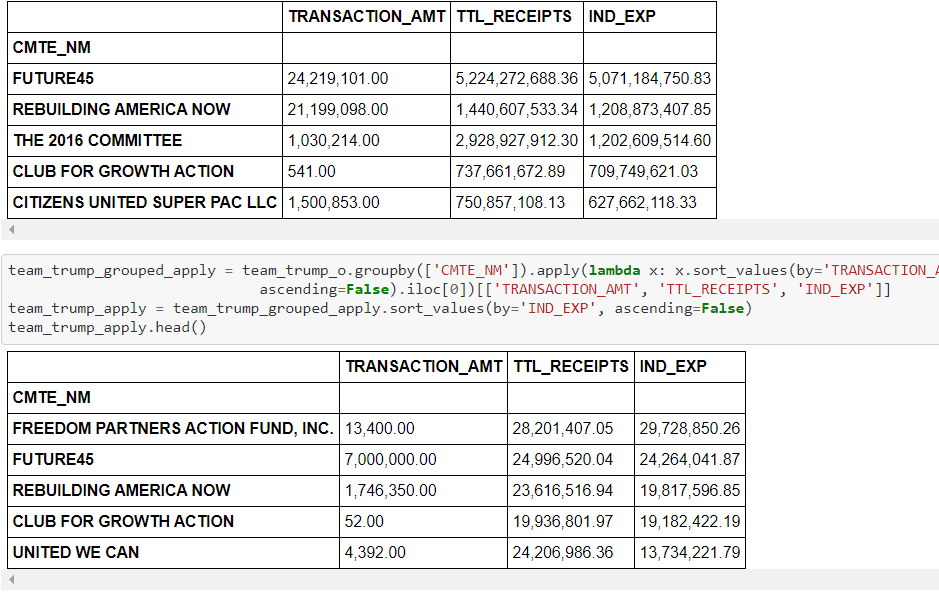 TRANSACTION_AMT TTL_RECEIPTS IND_EXP
CMTE_NM
FUTURE45 24,219,101.00 5,224,272,688.36 5,071,184,750.83
REBUILDING AMERICA NOW 21,199,098.00 1,440,607,533.34 1,208,873,407.85
THE 2016 COMMITTEE 1,030,214.00 2,928,927,912.30 1,202,609,514.60
CLUB FOR GROWTH ACTION 541.00 737,661,672.89 709,749,621.03
CITIZENS UNITED SUPER PAC LLC 1,500,853.00 750,857,108.13 627,662,118.33
team_trump_grouped_apply = team_trump_o.groupby(['CMTE_NM']).apply(lambda x: x.sort_values(by='TRANSACTION_A
ascending=False).iloc[0])[['TRANSACTION_AMT', 'TTL_RECEIPTS', 'IND_EXP']]
team_trump_apply = team_trump_grouped_apply.sort_values(by='IND_EXP', ascending=False)
team_trump_apply.head()
TRANSACTION_AMT TTL_RECEIPTS IND_EXP
CMTE_NM
FREEDOM PARTNERS ACTION FUND, INC. 13,400.00 28,201,407.05 29,728,850.26
FUTURE45 7,000,000.00 24,996,520.04 24,264,041.87
REBUILDING AMERICA NOW 1,746,350.00 23,616,516.94 19,817,596.85
CLUB FOR GROWTH ACTION 52.00 19,936,801.97 19,182,422.19
UNITED WE CAN 4,392.00 24,206,986.36 13,734,221.79